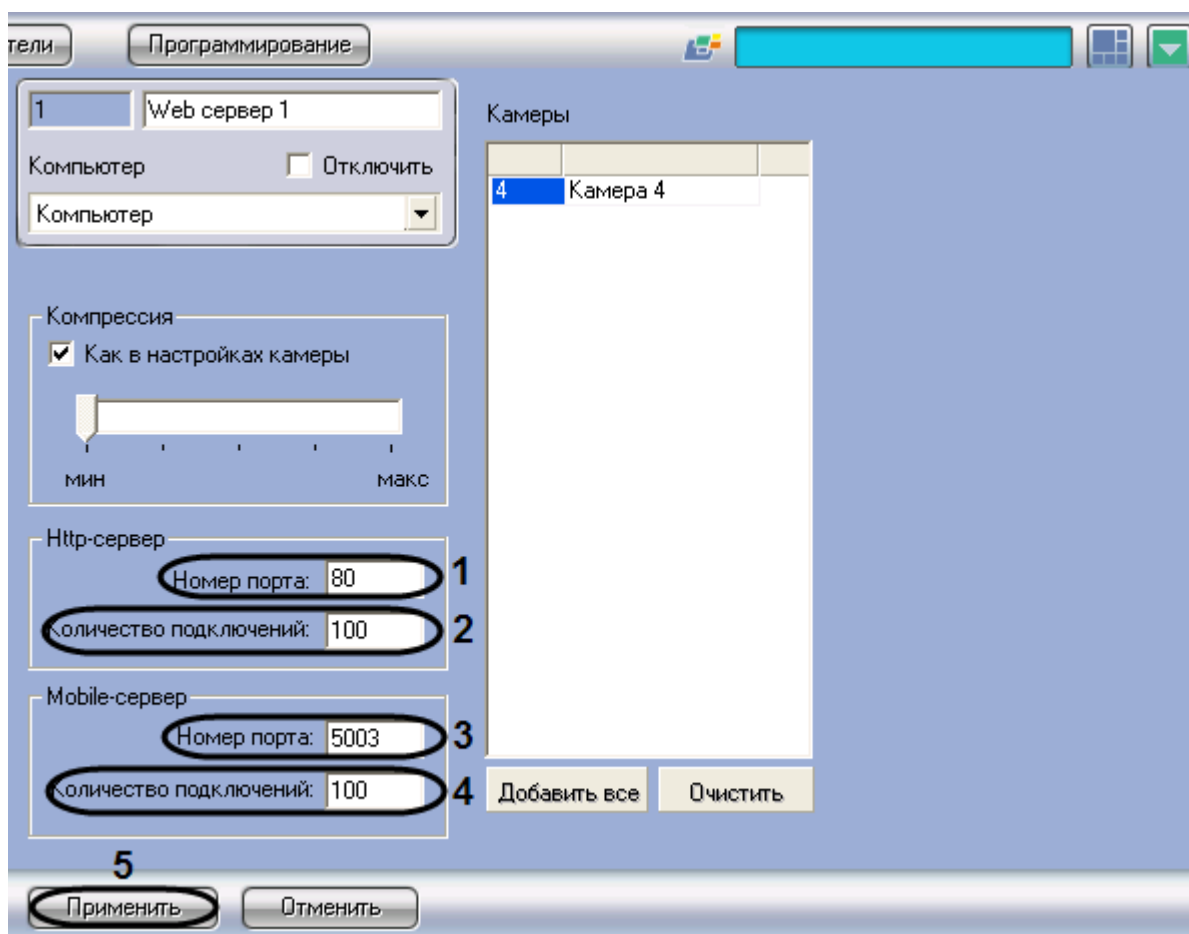 тели Программирование
1 Web сервер 1
Компьютер Отключить
Компьютер
Камеры
4 Камера 4
Компрессия
Как в настройках камеры
мин макс
Http-сервер
Номер порта: 80 1
Количество подключений: 100 2
Mobile-сервер
Номер порта: 5003 3
Количество подключений: 100 4
Добавить все Очистить
5
Применить Отменить